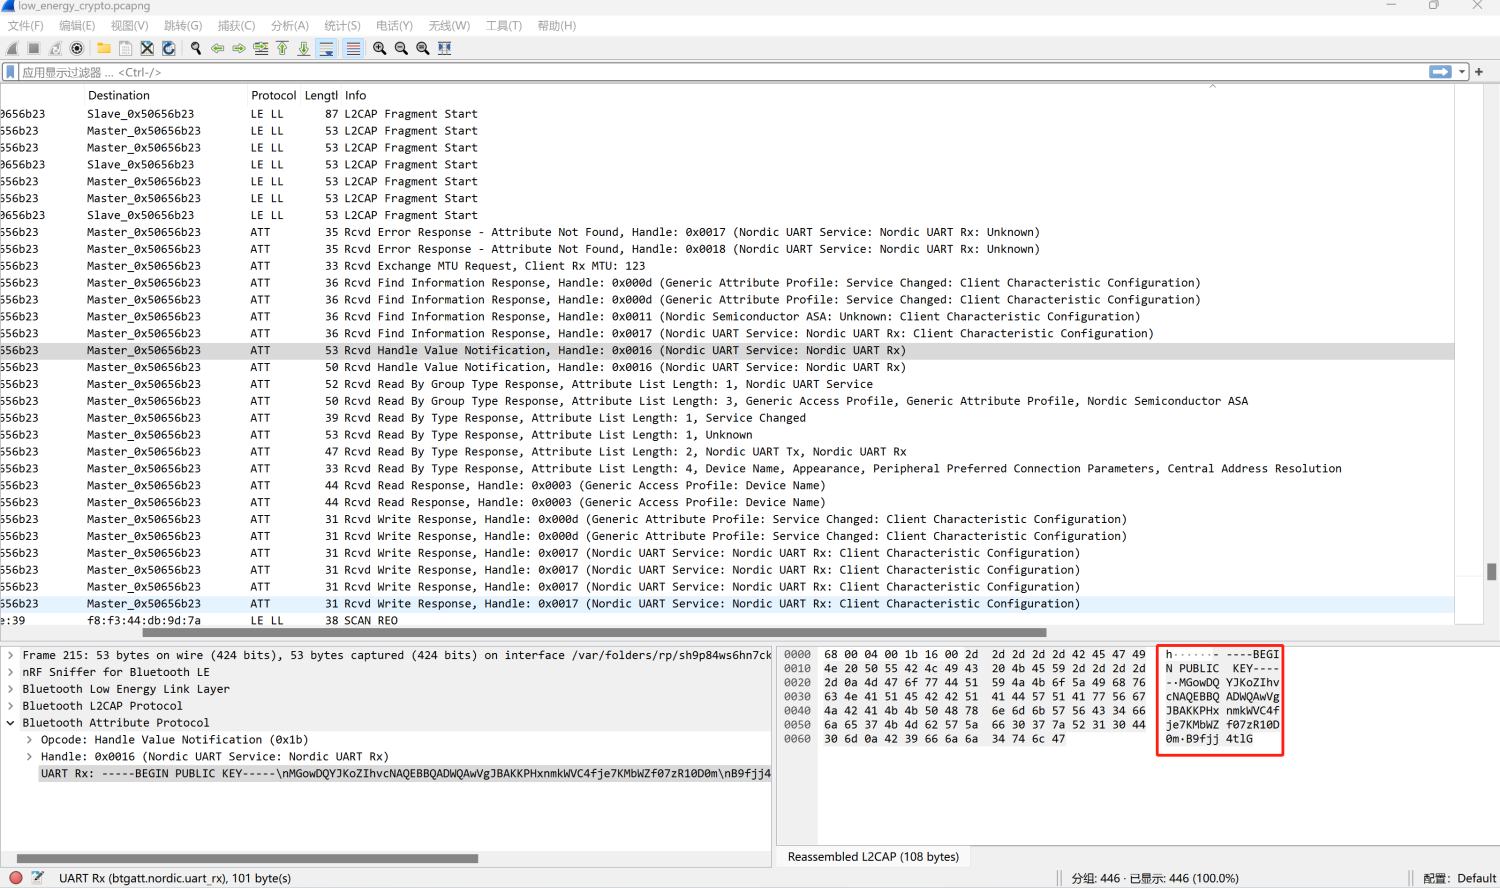 low_energy_crypto.pcapng
文件(F) 编辑(E) 视图(V) 跳转(G) 捕获(C) 分析(A) 统计(S) 电话(Y) 无线(W) 工具(T) 帮助(H)
应用显示过滤器 … <Ctrl-/>
Destination Protocol Lengtl Info
0656b23 Slave_0x50656b23 LE LL 87 L2CAP Fragment Start
656b23 Master_0x50656b23 LE LL 53 L2CAP Fragment Start
656b23 Master_0x50656b23 LE LL 53 L2CAP Fragment Start
0656b23 Slave_0x50656b23 LE LL 53 L2CAP Fragment Start
656b23 Master_0x50656b23 LE LL 53 L2CAP Fragment Start
656b23 Master_0x50656b23 LE LL 53 L2CAP Fragment Start
0656b23 Slave_0x50656b23 LE LL 53 L2CAP Fragment Start
656b23 Master_0x50656b23 ATT 35 Rcvd Error Response - Attribute Not Found, Handle: 0x0017 (Nordic UART Service: Nordic UART Rx: Unknown)
656b23 Master_0x50656b23 ATT 35 Rcvd Error Response - Attribute Not Found, Handle: 0x0018 (Nordic UART Service: Nordic UART Rx: Unknown)
656b23 Master_0x50656b23 ATT 33 Rcvd Exchange MTU Request, Client Rx MTU: 123
656b23 Master_0x50656b23 ATT 36 Rcvd Find Information Response, Handle: 0x000d (Generic Attribute Profile: Service Changed: Client Characteristic Configuration)
656b23 Master_0x50656b23 ATT 36 Rcvd Find Information Response, Handle: 0x000d (Generic Attribute Profile: Service Changed: Client Characteristic Configuration)
656b23 Master_0x50656b23 ATT 36 Rcvd Find Information Response, Handle: 0x0011 (Nordic Semiconductor ASA: Unknown: Client Characteristic Configuration)
656b23 Master_0x50656b23 ATT 36 Rcvd Find Information Response, Handle: 0x0017 (Nordic UART Service: Nordic UART Rx: Client Characteristic Configuration)
656b23 Master_0x50656b23 ATT 53 Rcvd Handle Value Notification, Handle: 0x0016 (Nordic UART Service: Nordic UART Rx)
656b23 Master_0x50656b23 ATT 50 Rcvd Handle Value Notification, Handle: 0x0016 (Nordic UART Service: Nordic UART Rx)
656b23 Master_0x50656b23 ATT 52 Rcvd Read By Group Type Response, Attribute List Length: 1, Nordic UART Service
656b23 Master_0x50656b23 ATT 50 Rcvd Read By Group Type Response, Attribute List Length: 3, Generic Access Profile, Generic Attribute Profile, Nordic Semiconductor ASA
656b23 Master_0x50656b23 ATT 39 Rcvd Read By Type Response, Attribute List Length: 1, Service Changed
656b23 Master_0x50656b23 ATT 53 Rcvd Read By Type Response, Attribute List Length: 1, Unknown
656b23 Master_0x50656b23 ATT 47 Rcvd Read By Type Response, Attribute List Length: 2, Nordic UART Tx, Nordic UART Rx
656b23 Master_0x50656b23 ATT 33 Rcvd Read By Type Response, Attribute List Length: 4, Device Name, Appearance, Peripheral Preferred Connection Parameters, Central Address Resolution
656b23 Master_0x50656b23 ATT 44 Rcvd Read Response, Handle: 0x0003 (Generic Access Profile: Device Name)
656b23 Master_0x50656b23 ATT 44 Rcvd Read Response, Handle: 0x0003 (Generic Access Profile: Device Name)
656b23 Master_0x50656b23 ATT 31 Rcvd Write Response, Handle: 0x000d (Generic Attribute Profile: Service Changed: Client Characteristic Configuration)
656b23 Master_0x50656b23 ATT 31 Rcvd Write Response, Handle: 0x000d (Generic Attribute Profile: Service Changed: Client Characteristic Configuration)
656b23 Master_0x50656b23 ATT 31 Rcvd Write Response, Handle: 0x0017 (Nordic UART Service: Nordic UART Rx: Client Characteristic Configuration)
656b23 Master_0x50656b23 ATT 31 Rcvd Write Response, Handle: 0x0017 (Nordic UART Service: Nordic UART Rx: Client Characteristic Configuration)
656b23 Master_0x50656b23 ATT 31 Rcvd Write Response, Handle: 0x0017 (Nordic UART Service: Nordic UART Rx: Client Characteristic Configuration)
656b23 Master_0x50656b23 ATT 31 Rcvd Write Response, Handle: 0x0017 (Nordic UART Service: Nordic UART Rx: Client Characteristic Configuration)
e:39 f8:f3:44:db:9d:7a LE LL 38 SCAN_REQ
Frame 215: 53 bytes on wire (424 bits), 53 bytes captured (424 bits) on interface /var/folders/rp/sh9p84ws6hn7ck
nRF Sniffer for Bluetooth LE
Bluetooth Low Energy Link Layer
Bluetooth L2CAP Protocol
Bluetooth Attribute Protocol
Opcode: Handle Value Notification (0x1b)
Handle: 0x0016 (Nordic UART Service: Nordic UART Rx)
UART Rx: -----BEGIN PUBLIC KEY-----\nMGowDQYJKoZIhvcNAQEBBQADWQAwVgJBAKKPHxnmkWVC4fje7KMbWZf07zR10D0m\nB9fjj4
0000 68 00 04 00 1b 16 00 2d 2d 2d 2d 2d 42 45 47 49 h······- ----BEGI
0010 4e 20 50 55 42 4c 49 43 20 4b 45 59 2d 2d 2d 2d N PUBLIC KEY----
0020 2d 0a 4d 47 6f 77 44 51 59 4a 4b 6f 5a 49 68 76 -·MGowDQ YJKoZIhv
0030 63 4e 41 51 45 42 42 51 41 44 57 51 41 77 56 67 cNAQEBBQ ADWQAwVg
0040 4a 42 41 4b 4b 50 48 78 6e 6d 6b 57 56 43 34 66 JBAKKPHx nmkWVC4f
0050 6a 65 37 4b 4d 62 57 5a 66 30 37 7a 52 31 30 44 je7KMbWZ f07zR10D
0060 30 6d 0a 42 39 66 6a 6a 34 74 6c 47 0m·B9fjj 4tlG
Reassembled L2CAP (108 bytes)
UART Rx (btgatt.nordic.uart_rx), 101 byte(s) 分组: 446 · 已显示: 446 (100.0%) 配置: Default